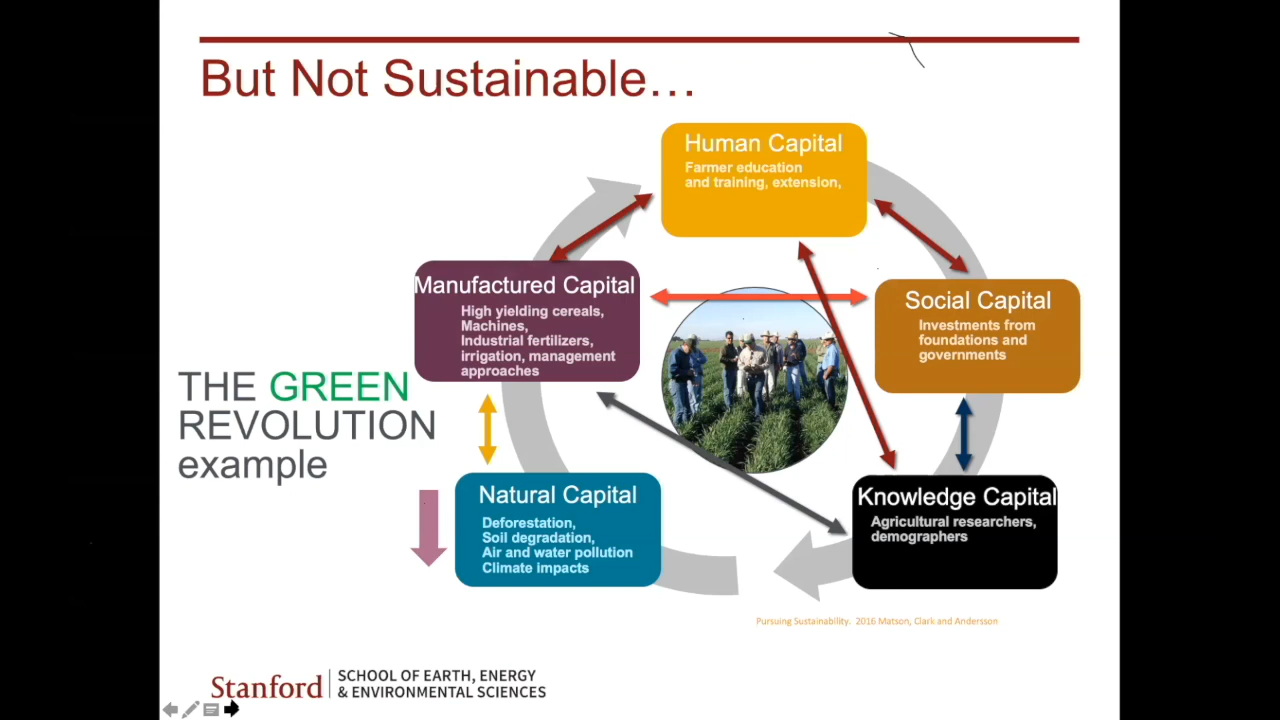 But Not Sustainable…
Human Capital
Farmer education
and training, extension,
Manufactured Capital
High yielding cereals,
Machines,
Industrial fertilizers,
irrigation, management
approaches
Social Capital
Investments from
foundations and
governments
THE GREEN
REVOLUTION
example
Natural Capital
Deforestation,
Soil degradation,
Air and water pollution
Climate impacts
Knowledge Capital
Agricultural researchers,
demographers
Pursuing Sustainability. 2016 Matson, Clark and Andersson
Stanford
SCHOOL OF EARTH, ENERGY
& ENVIRONMENTAL SCIENCES